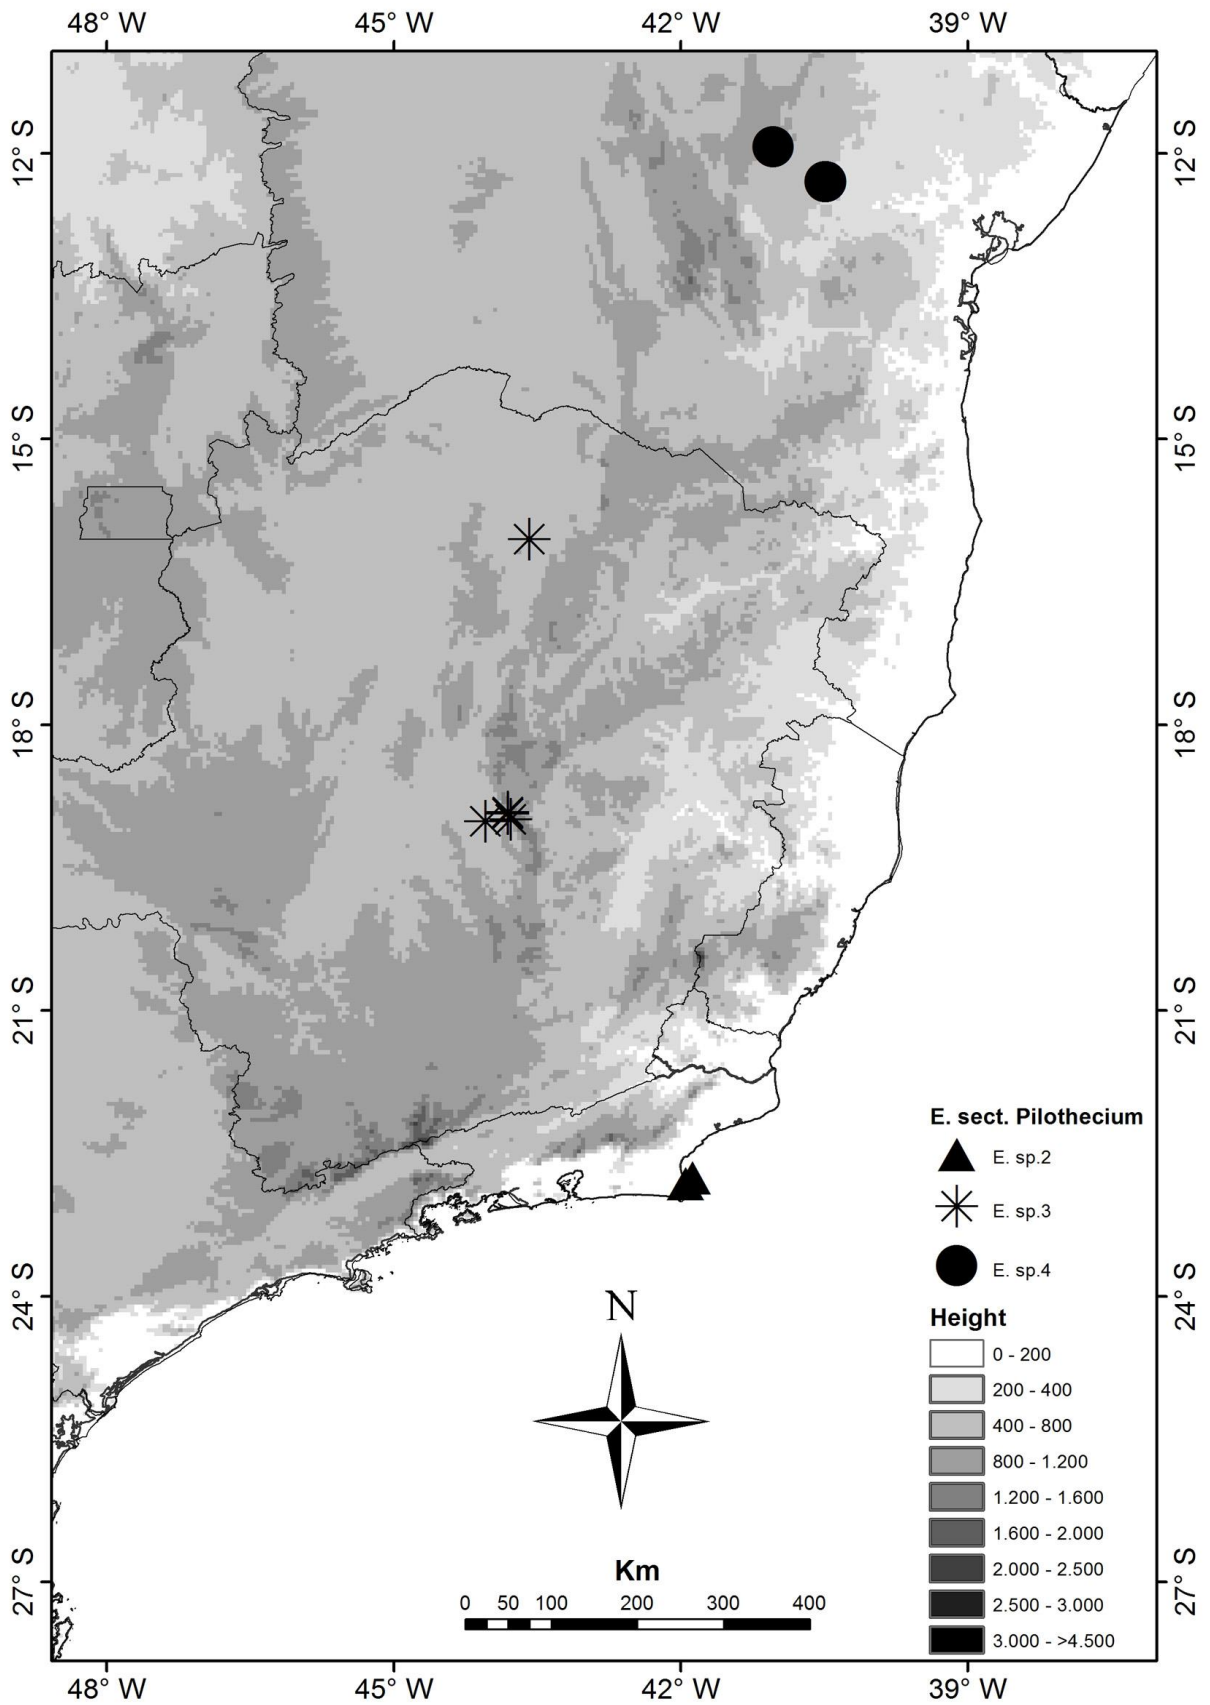 48° W 45° W 42° W 39° W
12° S 12° S
15° S 15° S
18° S 18° S
21° S 21° S
E. sect. Pilothecium
E. sp.2
E. sp.3
E. sp.4
24° S 24° S
N
Height
0 - 200
200 - 400
400 - 800
800 - 1.200
1.200 - 1.600
1.600 - 2.000
2.000 - 2.500
2.500 - 3.000
3.000 - >4.500
27° S 27° S
Km
0 50 100 200 300 400
48° W 45° W 42° W 39° W